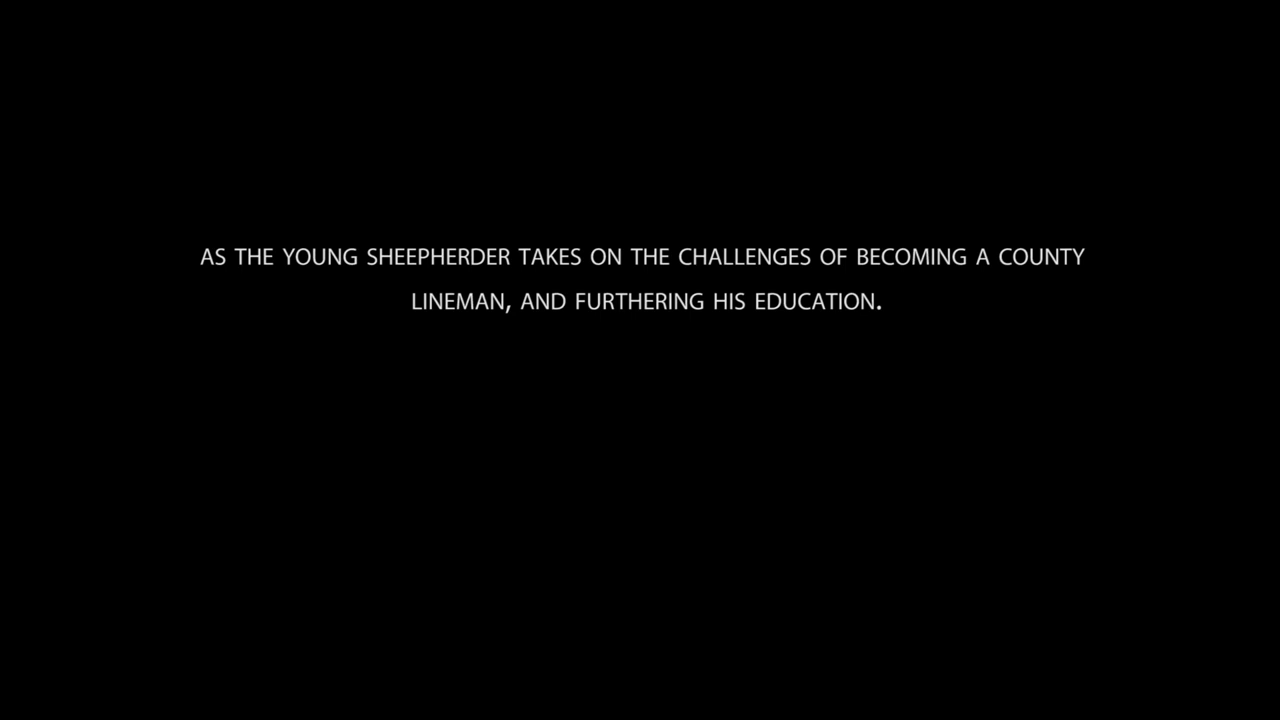 AS THE YOUNG SHEEPHERDER TAKES ON THE CHALLENGES OF BECOMING A COUNTY
LINEMAN, AND FURTHERING HIS EDUCATION.